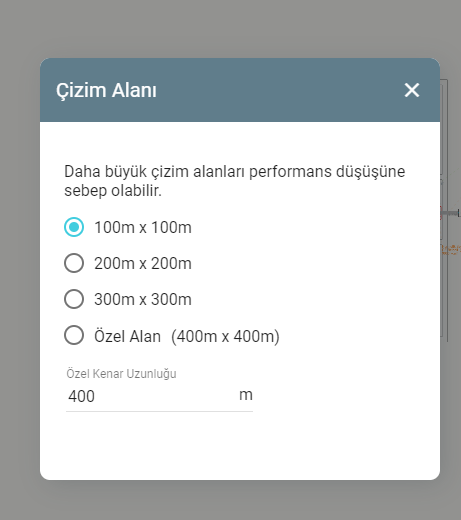 Çizim Alanı
Daha büyük çizim alanları performans düşüşüne
sebep olabilir.
100m x 100m
200m x 200m
300m x 300m
Özel Alan (400m x 400m)
Özel Kenar Uzunluğu
400 m